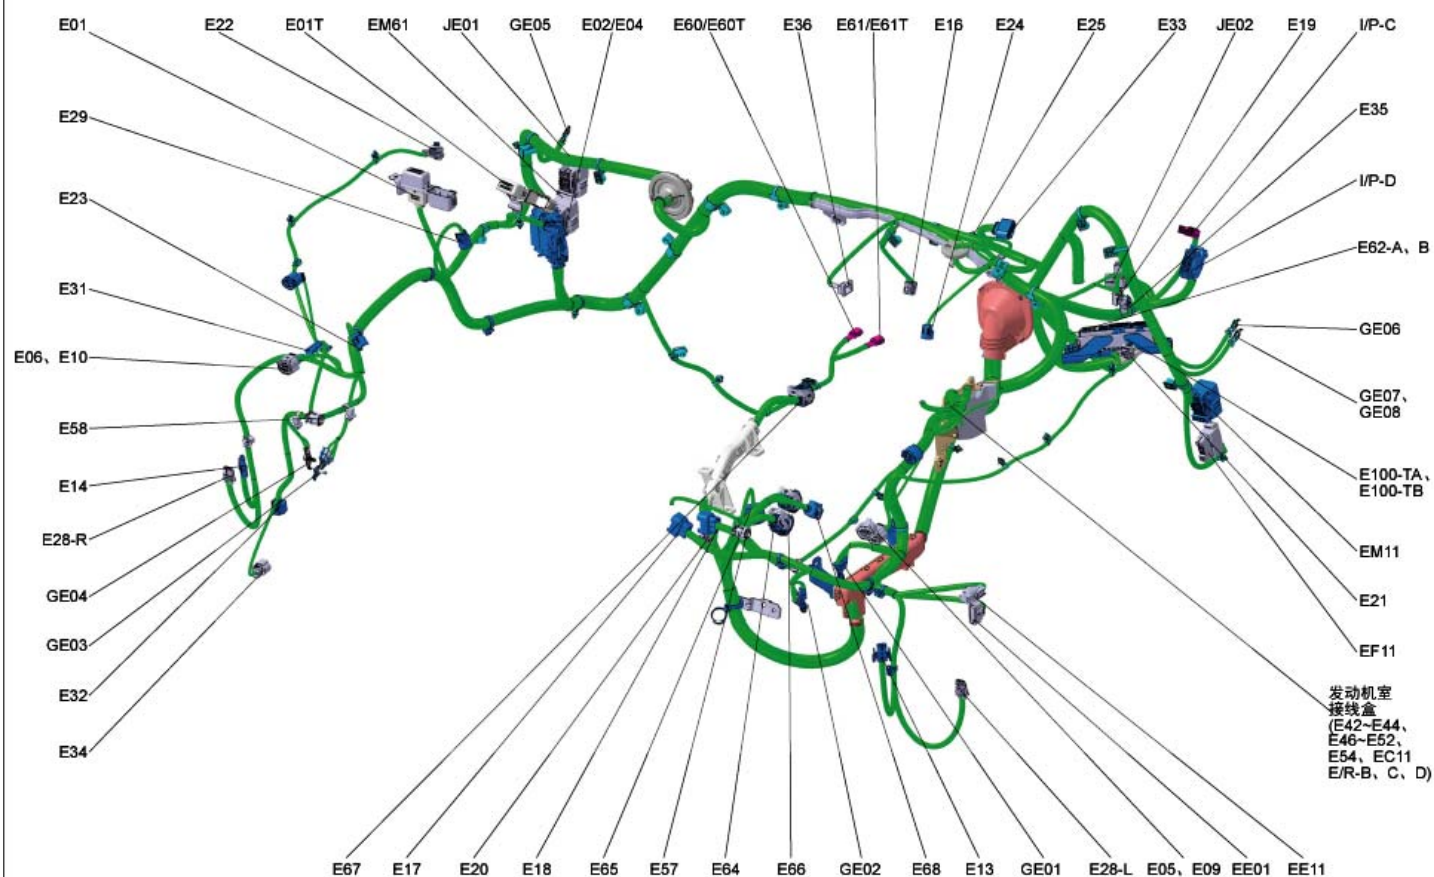 E01
E22
E01T
EM61
JE01
GE05
E02/E04
E60/E60T
E36
E61/E61T
E16
E24
E25
E33
JE02
E19
I/P-C
E29
E35
I/P-D
E23
E62-A、B
E31
GE06
E06、E10
GE07、
GE08
E58
E14
E100-TA、
E100-TB
E28-R
EM11
GE04
E21
GE03
EF11
E32
发动机室
接线盒
(E42~E44、
E46~E52、
E54、EC11
E/R-B、C、D)
E34
E67
E17
E20
E18
E65
E57
E64
E66
GE02
E68
E13
GE01
E28-L
E05、E09
EE01
EE11